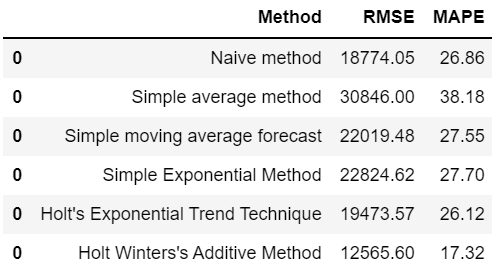 Method RMSE MAPE
0 Naive method 18774.05 26.86
0 Simple average method 30846.00 38.18
0 Simple moving average forecast 22019.48 27.55
0 Simple Exponential Method 22824.62 27.70
0 Holt's Exponential Trend Technique 19473.57 26.12
0 Holt Winters's Additive Method 12565.60 17.32